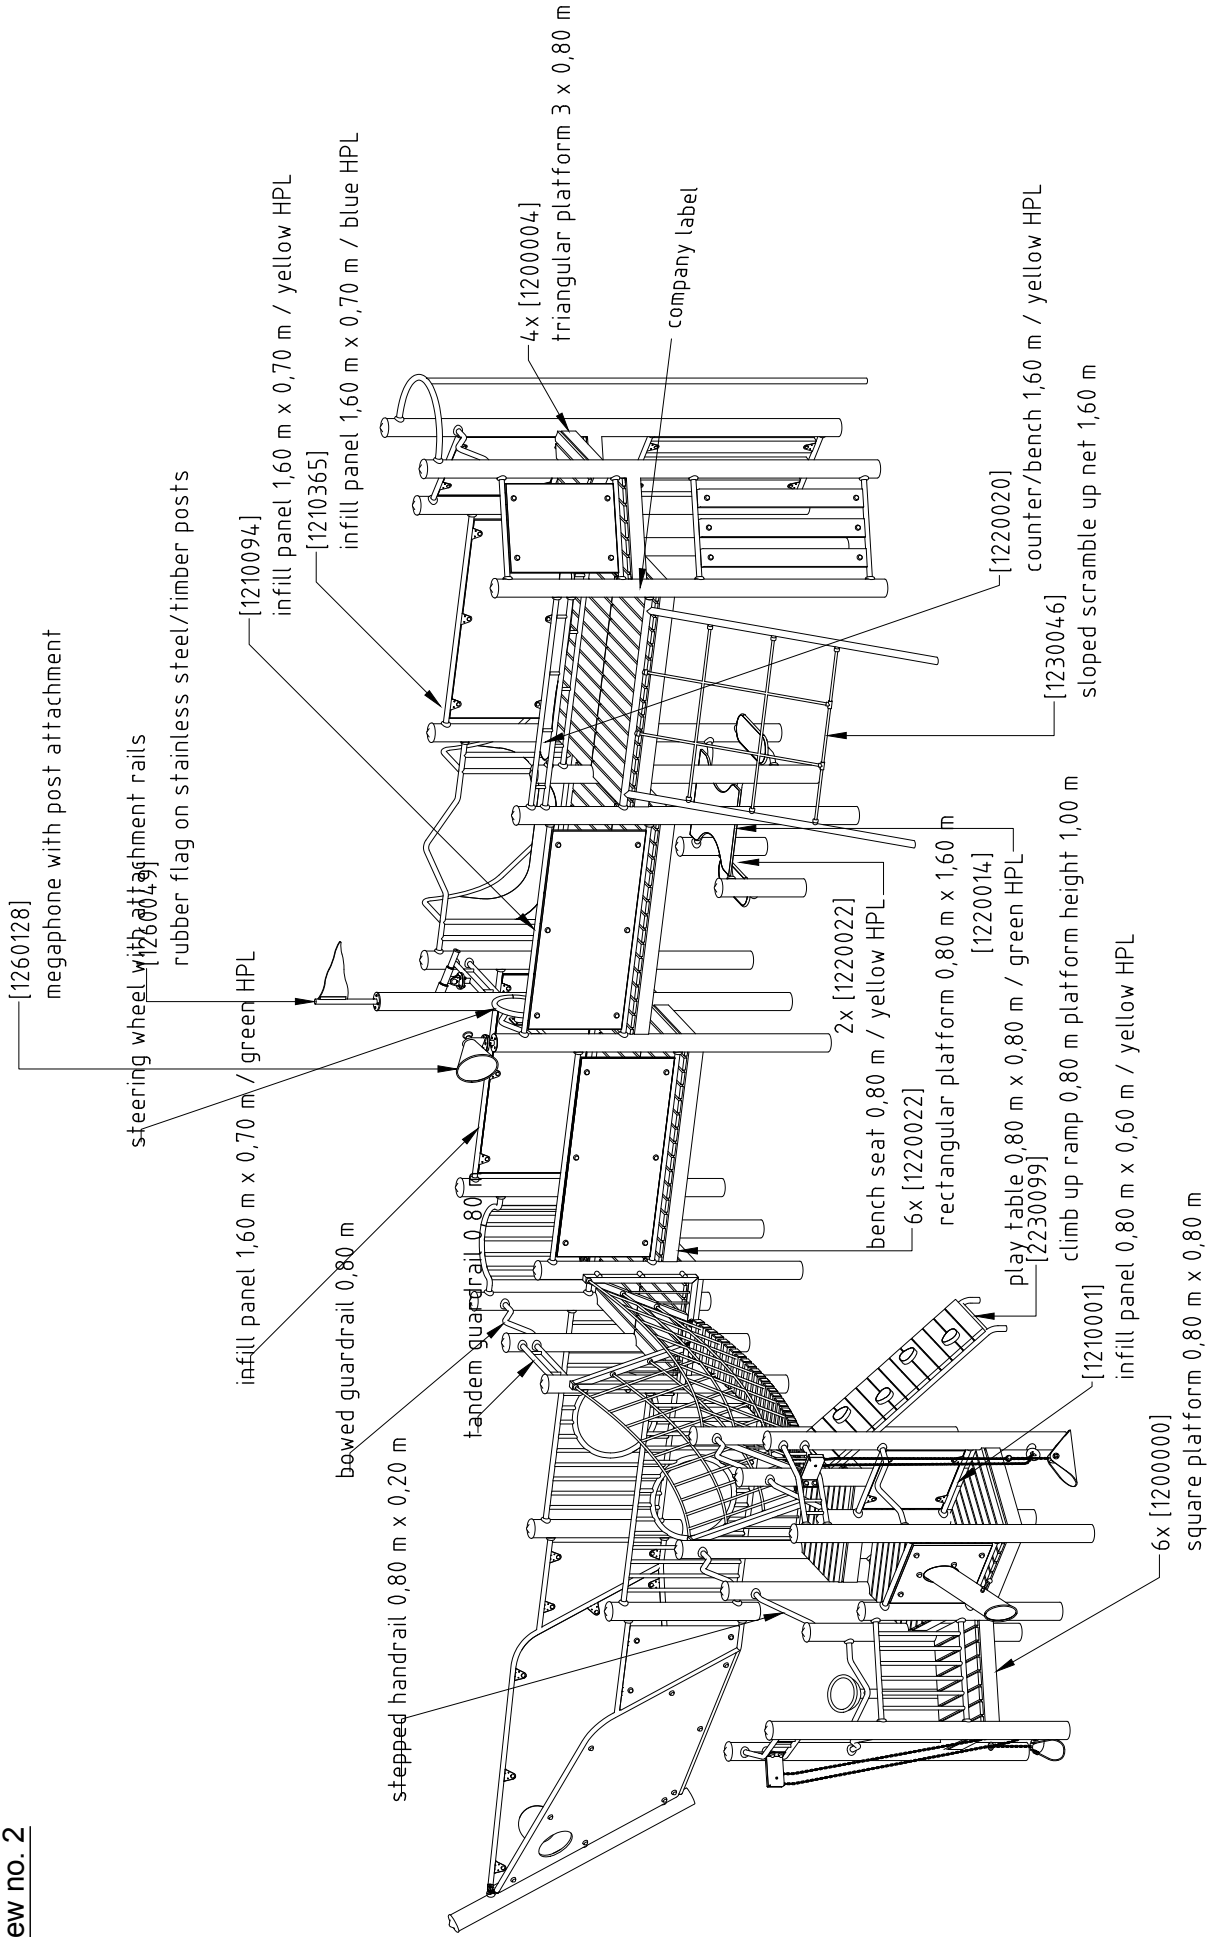 ew no. 2
[1260128]
megaphone with post attachment
steering wheel with attachment rails
[1260049]
rubber flag on stainless steel/timber posts
infill panel 1,60 m x 0,70 m / green HPL
[1210094]
infill panel 1,60 m x 0,70 m / yellow HPL
[1210365]
infill panel 1,60 m x 0,70 m / blue HPL
bowed guardrail 0,80 m
stepped handrail 0,80 m x 0,20 m
tandem guardrail 0,80
4x [1200004]
triangular platform 3 x 0,80 m
company label
2x [1220022]
bench seat 0,80 m / yellow HPL
6x [1200022]
rectangular platform 0,80 m x 1,60 m
[1220014]
play table 0,80 m x 0,80 m / green HPL
[1220020]
counter/bench 1,60 m / yellow HPL
[2230099]
climb up ramp 0,80 m platform height 1,00 m
[1230046]
sloped scramble up net 1,60 m
[1210001]
infill panel 0,80 m x 0,60 m / yellow HPL
6x [1200000]
square platform 0,80 m x 0,80 m